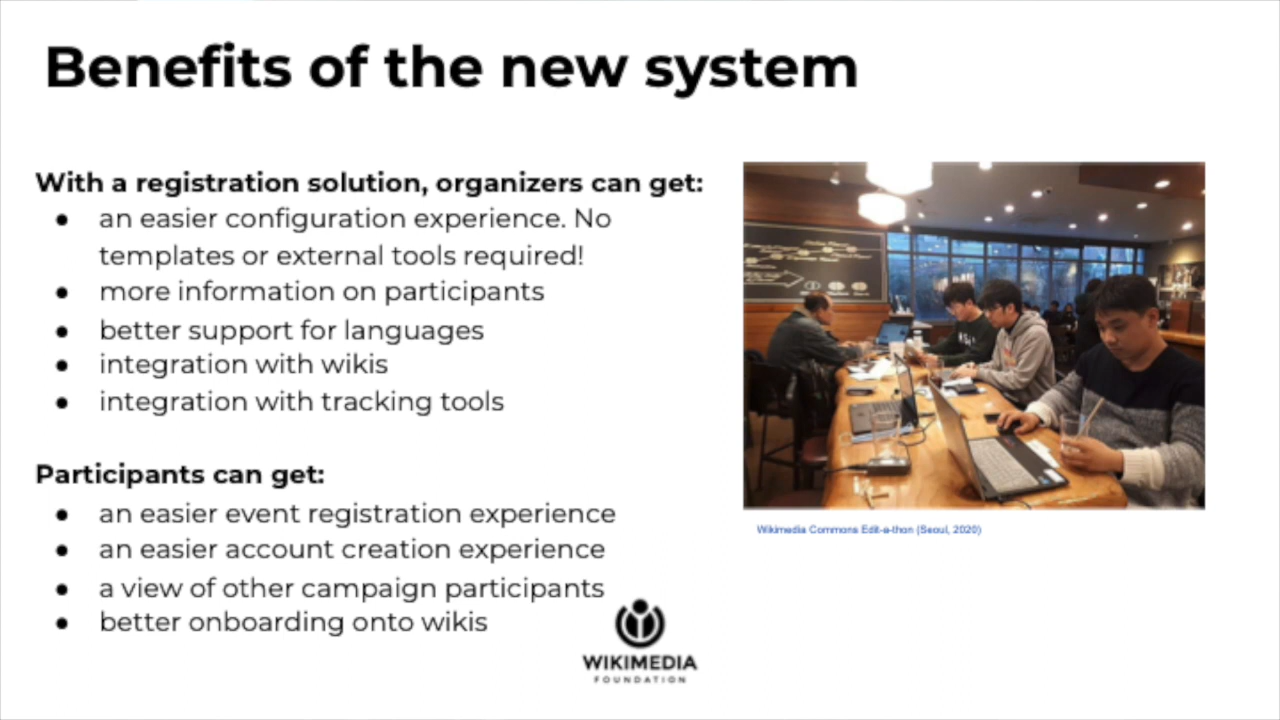 Benefits of the new system
With a registration solution, organizers can get:
● an easier configuration experience. No
templates or external tools required!
● more information on participants
● better support for languages
● integration with wikis
● integration with tracking tools
Participants can get:
● an easier event registration experience
● an easier account creation experience
● a view of other campaign participants
● better onboarding onto wikis
Wikimedia Commons Edit-a-thon (Seoul, 2020)
WIKIMEDIA
FOUNDATION